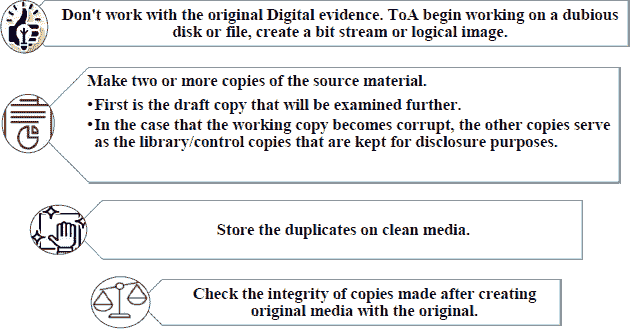 Don't work with the original Digital evidence. ToA begin working on a dubious
disk or file, create a bit stream or logical image.
Make two or more copies of the source material.
•First is the draft copy that will be examined further.
•In the case that the working copy becomes corrupt, the other copies serve
as the library/control copies that are kept for disclosure purposes.
Store the duplicates on clean media.
Check the integrity of copies made after creating
original media with the original.